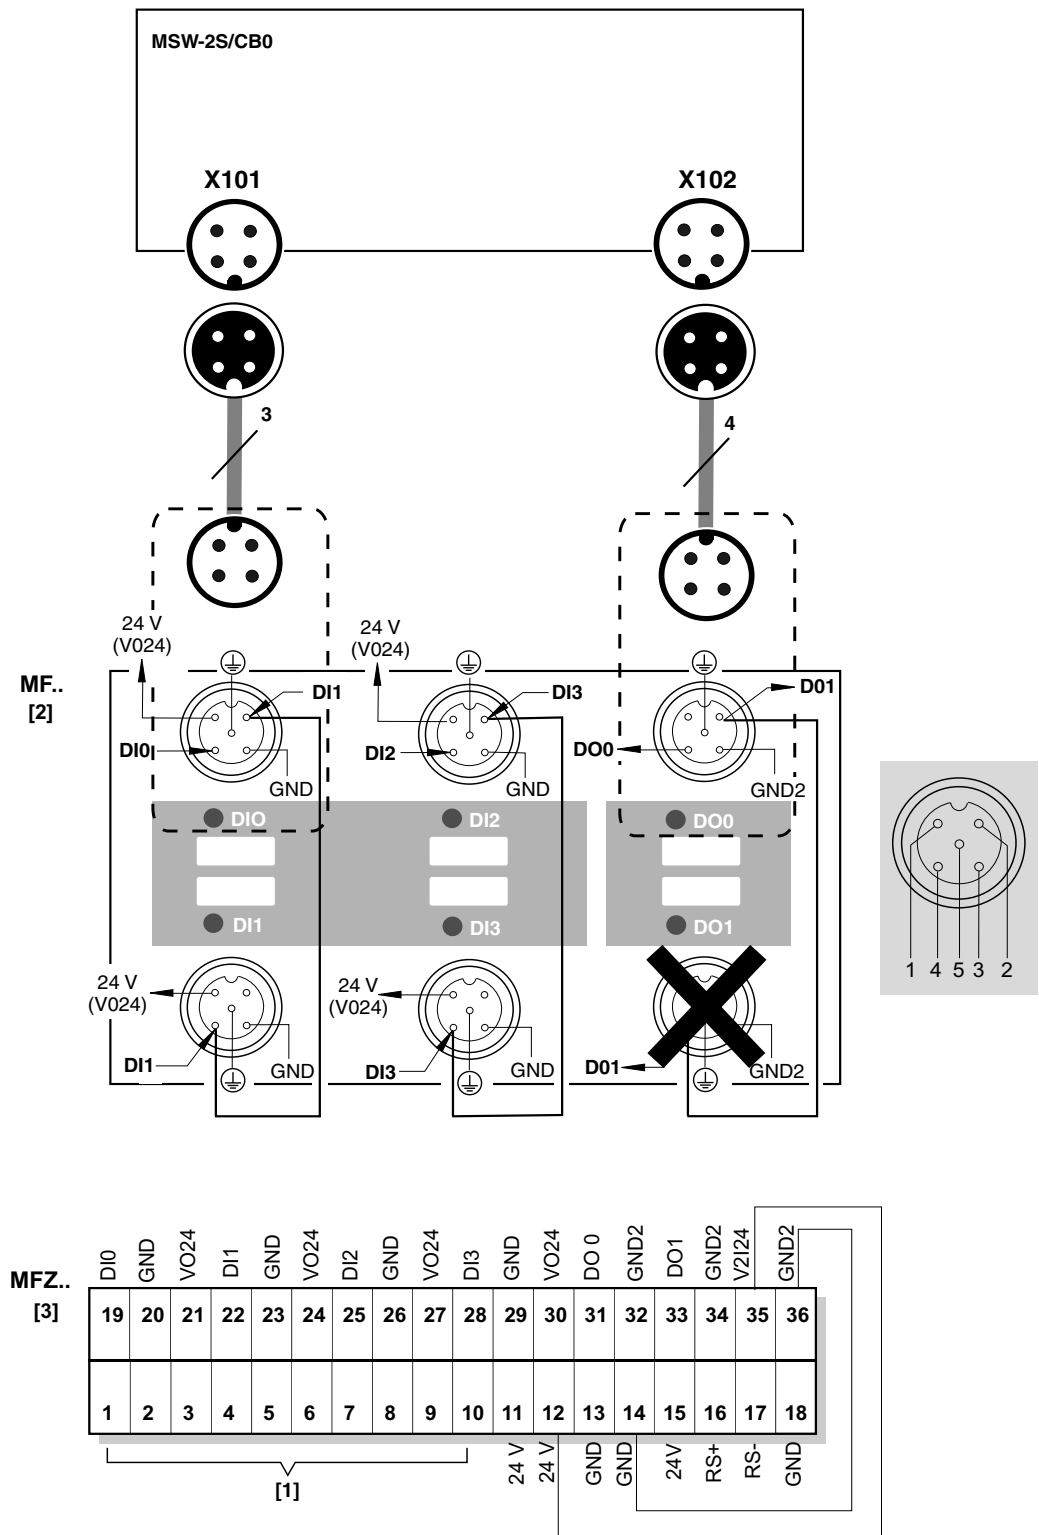 MSW-2S/CB0
X101 X102
3 4
24 V
(V024)
24 V
(V024)
MF..
[2]
DI1 DI3 D01
DI0 DI2 DO0
GND GND GND2
DIO DI2 DO0
DI1 DI3 DO1
1 4 5 3 2
24 V
(V024)
24 V
(V024)
DI1 GND DI3 GND D01 GND2
MFZ..
[3]
DI0 GND VO24 DI1 GND VO24 DI2 GND VO24 DI3 GND VO24 DO 0 GND2 DO1 GND2 V2I24 GND2
19 20 21 22 23 24 25 26 27 28 29 30 31 32 33 34 35 36
1 2 3 4 5 6 7 8 9 10 11 12 13 14 15 16 17 18
24 V 24 V GND GND 24V RS+ RS- GND
[1]